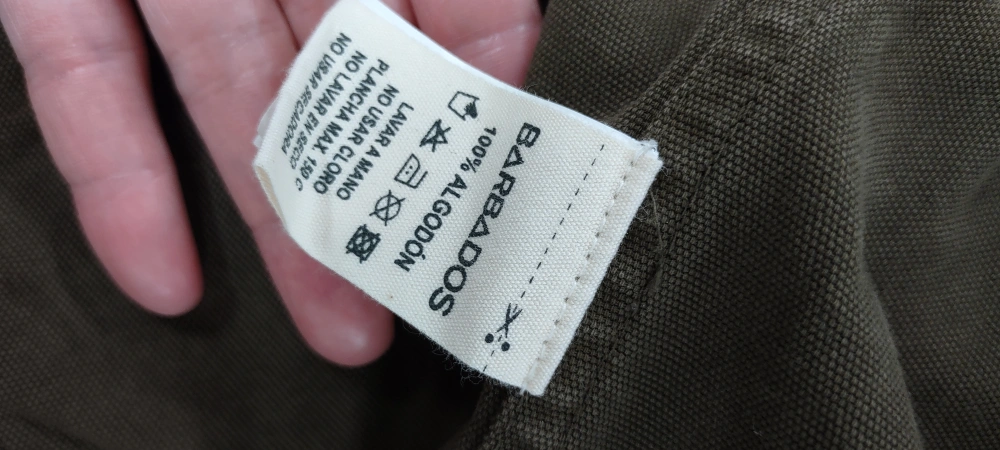 BARBADOS
100% ALGODÓN
LAVAR A MANO
NO USAR CLORO
PLANCHA MAX. 150 C
NO LAVAR EN SECO
NO USAR SECADORA